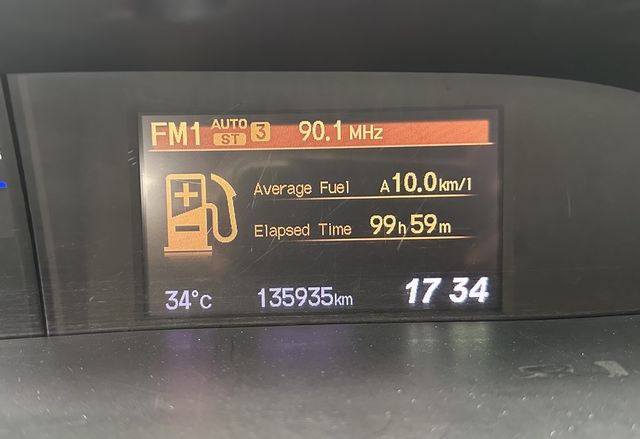 FM1 AUTO ST 3 90.1 MHz
Average Fuel A 10.0 km/l
Elapsed Time 99h 59m
34°C 135935km 17 34